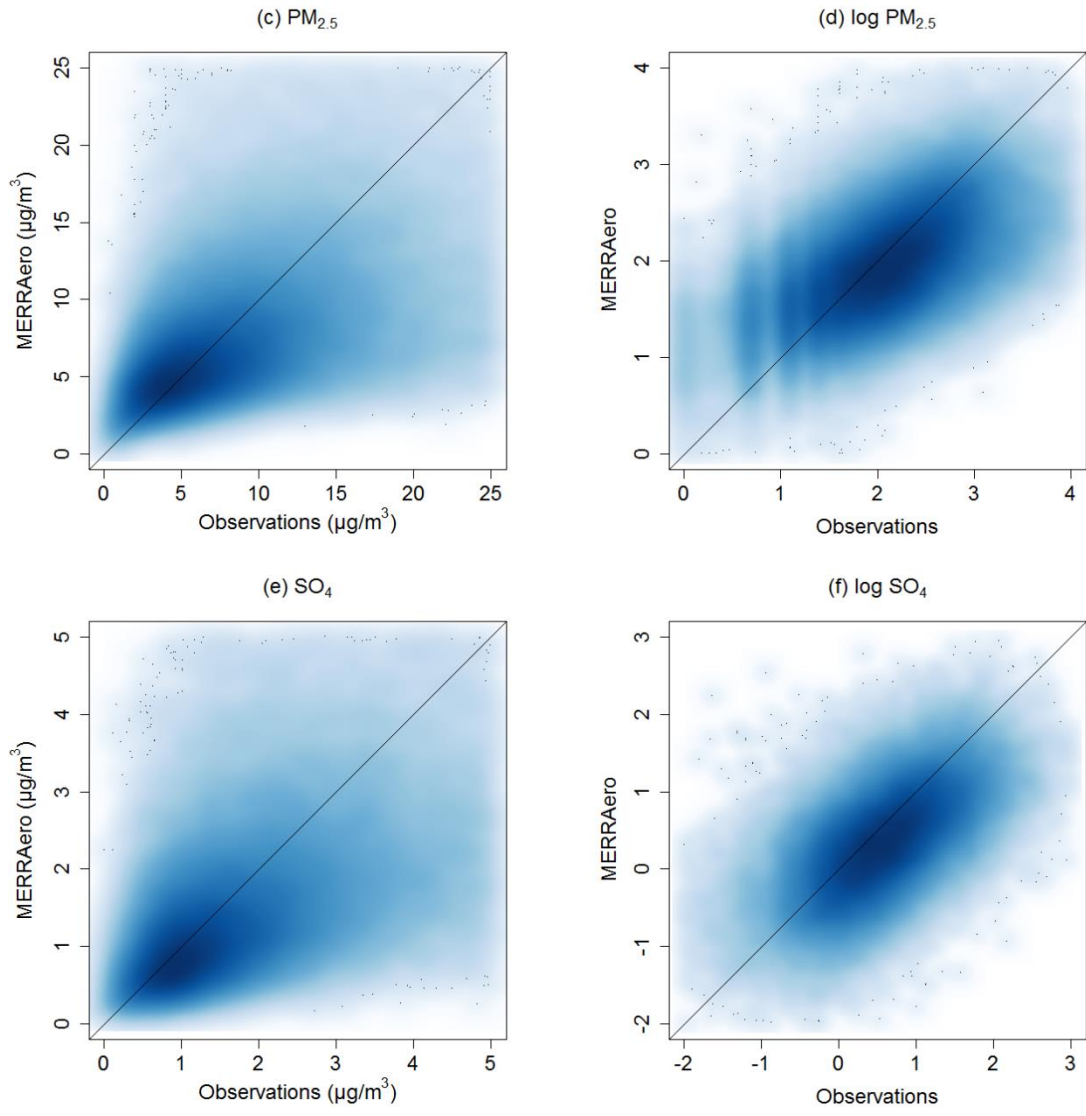 (c) PM2.5
25
20
15
10
5
0
MERRAero (µg/m³)
0 5 10 15 20 25
Observations (µg/m³)
(d) log PM2.5
4
3
2
1
0
MERRAero
0 1 2 3 4
Observations
(e) SO4
5
4
3
2
1
0
MERRAero (µg/m³)
0 1 2 3 4 5
Observations (µg/m³)
(f) log SO4
3
2
1
0
-1
-2
MERRAero
-2 -1 0 1 2 3
Observations